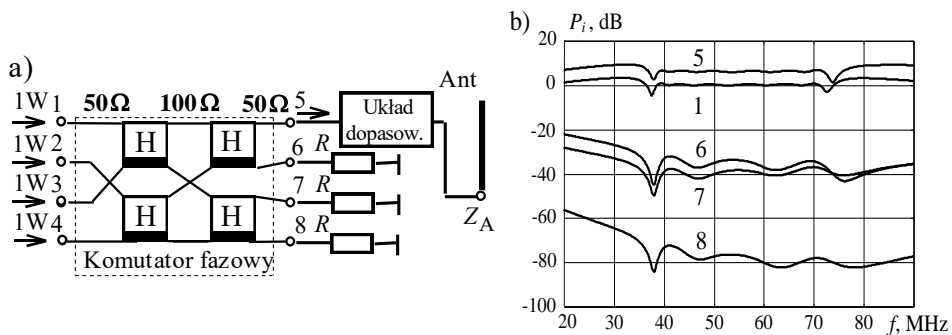 a)
1W 1
50Ω 100Ω 50Ω 5
Ant
Układ
dopasow.
1W 2
H H
6 R
1W 3
7 R
H H
1W 4
8 R
Z_A
Komutator fazowy
b) P_i, dB
20
5
0
1
-20
6
-40
7
-60
8
-80
-100
20 30 40 50 60 70 80
f, MHz